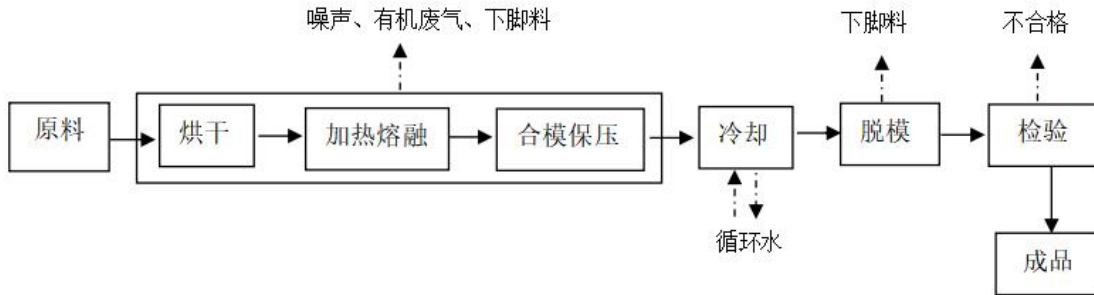 噪声、有机废气、下脚料
下脚料
不合格
原料
烘干
加热熔融
合模保压
冷却
脱模
检验
循环水
成品